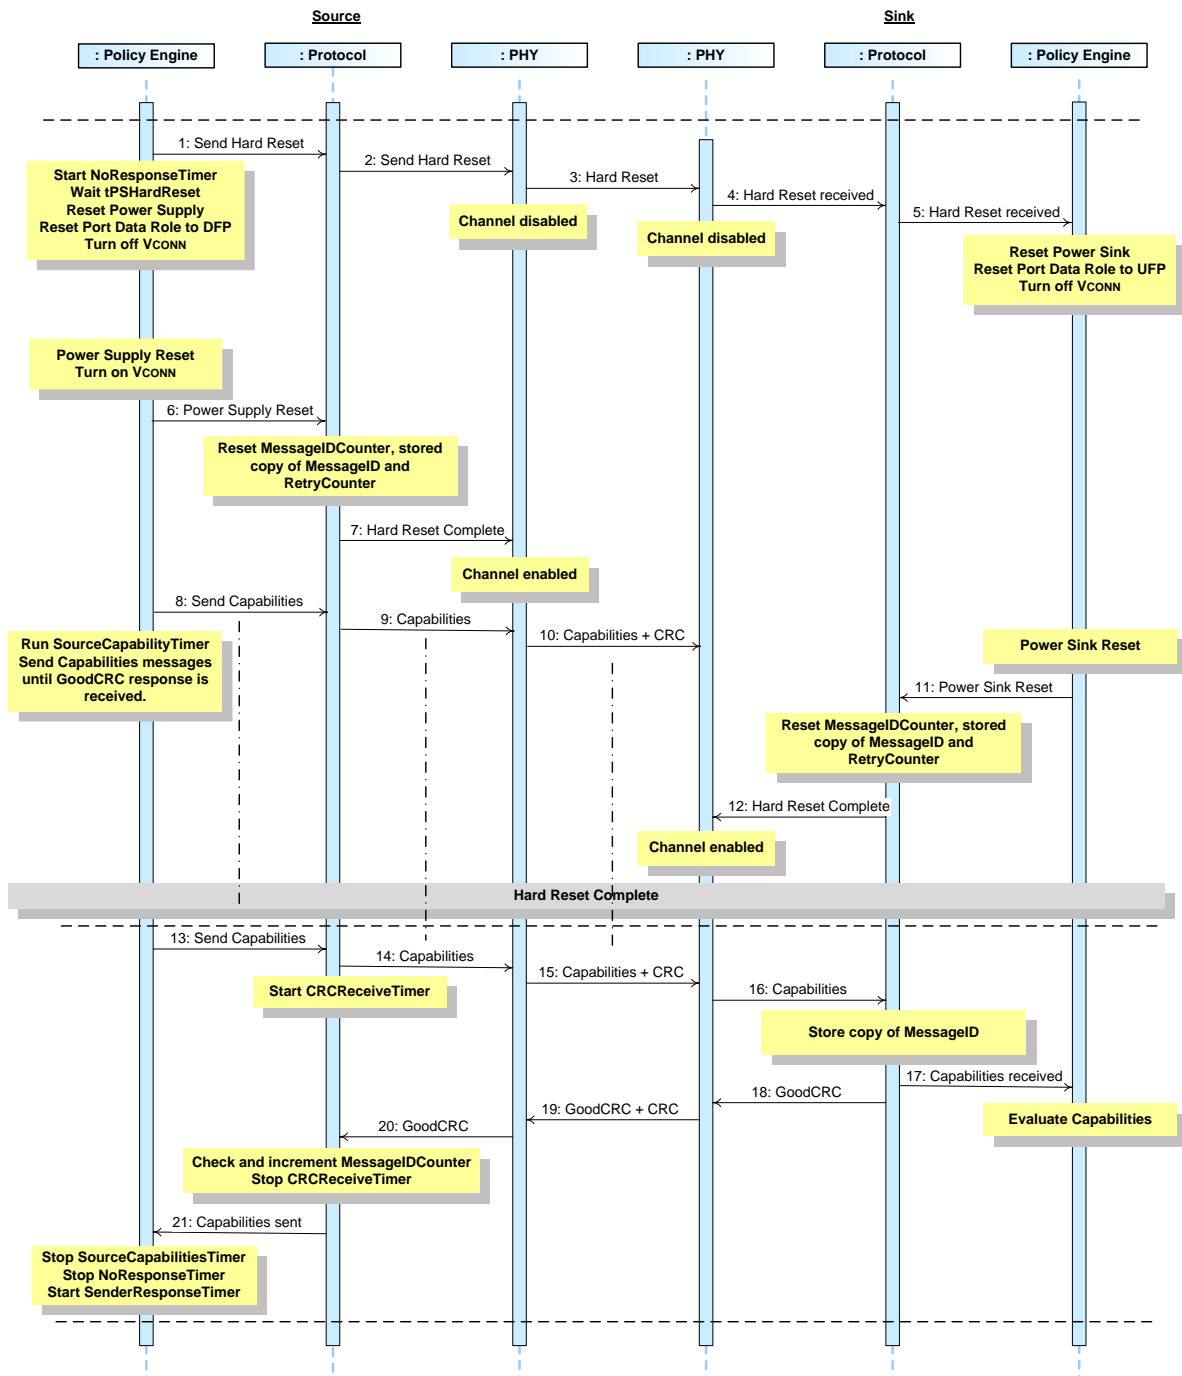 Source
Sink
: Policy Engine
: Protocol
: PHY
: PHY
: Protocol
: Policy Engine
1: Send Hard Reset
2: Send Hard Reset
Start NoResponseTimer
Wait tPSHardReset
Reset Power Supply
Reset Port Data Role to DFP
Turn off VCONN
3: Hard Reset
4: Hard Reset received
5: Hard Reset received
Channel disabled
Channel disabled
Reset Power Sink
Reset Port Data Role to UFP
Turn off VCONN
Power Supply Reset
Turn on VCONN
6: Power Supply Reset
Reset MessageIDCounter, stored
copy of MessageID and
RetryCounter
7: Hard Reset Complete
Channel enabled
8: Send Capabilities
9: Capabilities
10: Capabilities + CRC
Run SourceCapabilityTimer
Send Capabilities messages
until GoodCRC response is
received.
Power Sink Reset
11: Power Sink Reset
Reset MessageIDCounter, stored
copy of MessageID and
RetryCounter
12: Hard Reset Complete
Channel enabled
Hard Reset Complete
13: Send Capabilities
14: Capabilities
15: Capabilities + CRC
Start CRCReceiveTimer
16: Capabilities
Store copy of MessageID
17: Capabilities received
18: GoodCRC
19: GoodCRC + CRC
Evaluate Capabilities
20: GoodCRC
Check and increment MessageIDCounter
Stop CRCReceiveTimer
21: Capabilities sent
Stop SourceCapabilitiesTimer
Stop NoResponseTimer
Start SenderResponseTimer